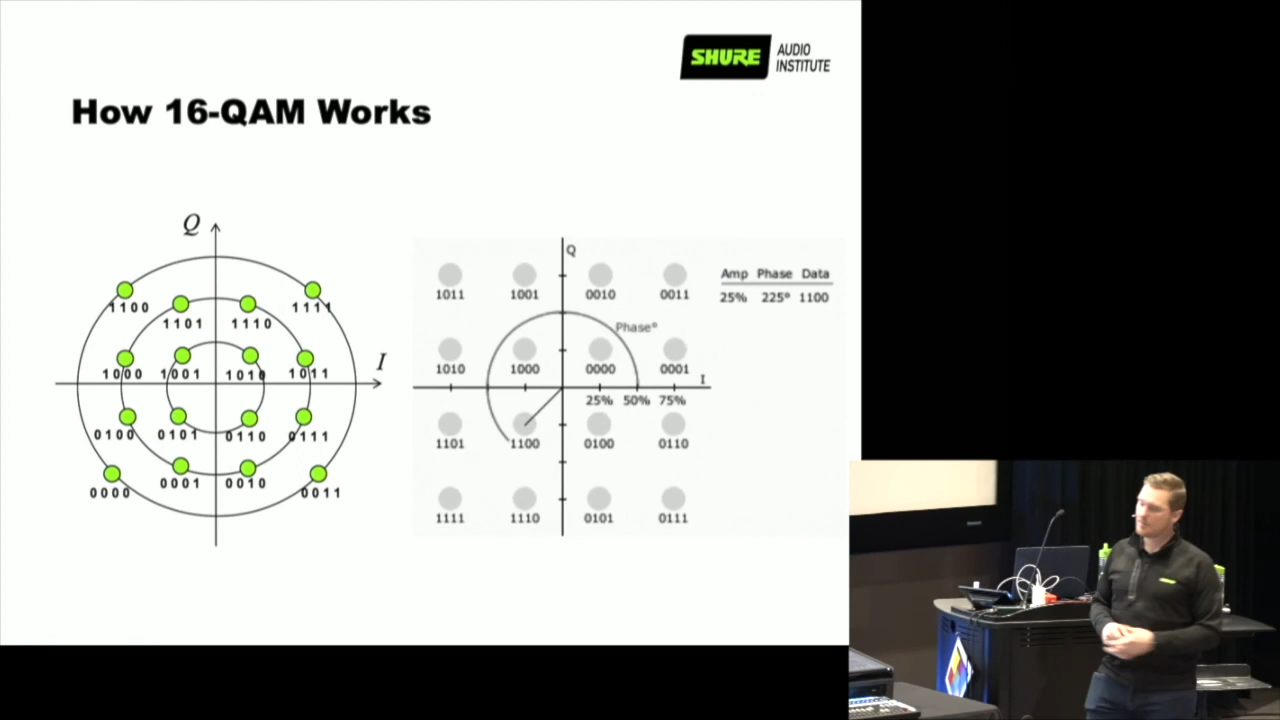 SHURE AUDIO INSTITUTE
How 16-QAM Works
Q
I
1100 1111
1101 1110
1000 1001 1010 1011
0100 0101 0110 0111
0001 0010
0000 0011
Q
1011 1001 0010 0011
Phase°
1010 1000 0000 0001
I
25% 50% 75%
1101 1100 0100 0110
1111 1110 0101 0111
Amp Phase Data
25% 225° 1100